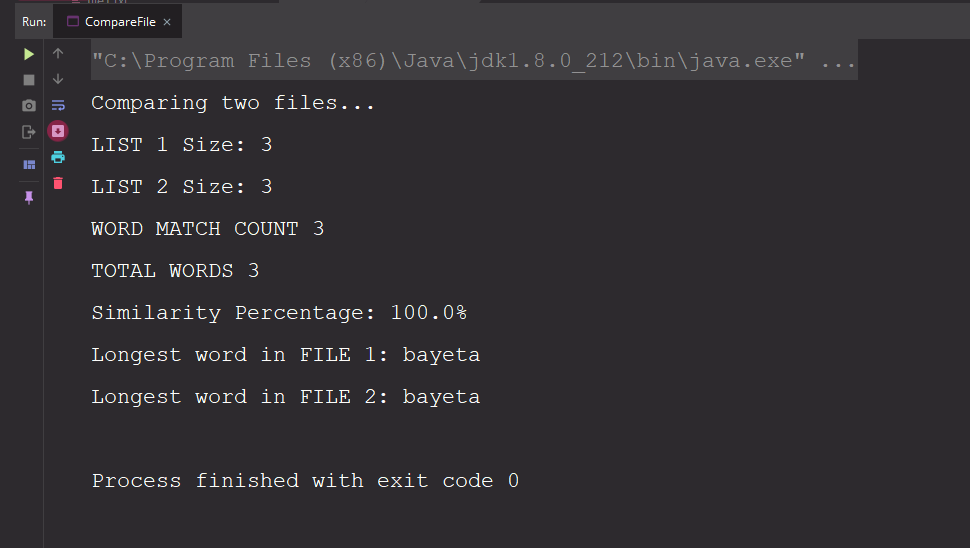 Run: CompareFile ×
"C:\Program Files (x86)\Java\jdk1.8.0_212\bin\java.exe" ...
Comparing two files...
LIST 1 Size: 3
LIST 2 Size: 3
WORD MATCH COUNT 3
TOTAL WORDS 3
Similarity Percentage: 100.0%
Longest word in FILE 1: bayeta
Longest word in FILE 2: bayeta
Process finished with exit code 0